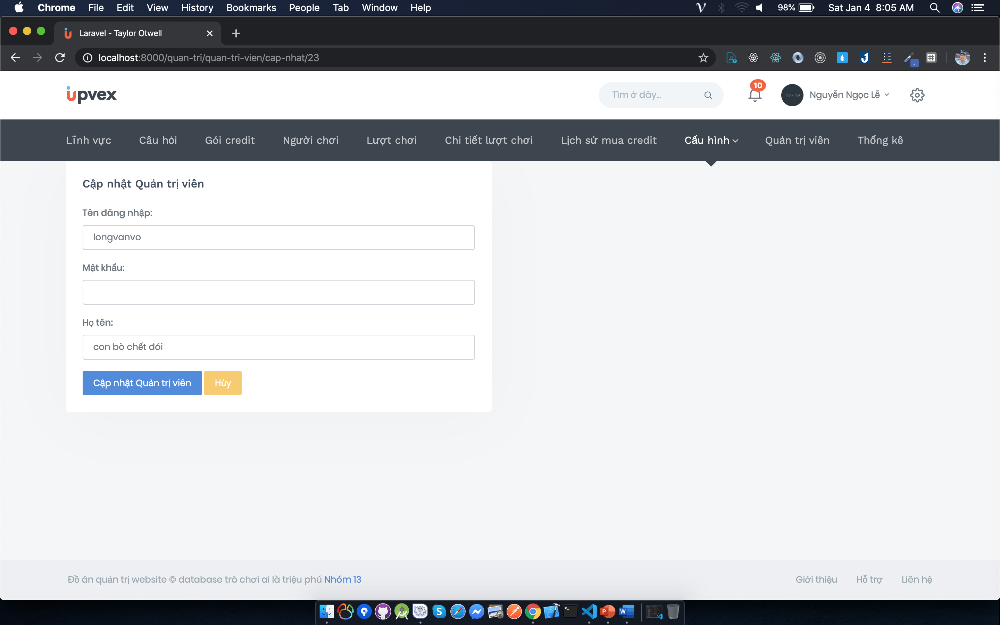 Chrome File Edit View History Bookmarks People Tab Window Help 98% Sat Jan 4 8:05 AM
Laravel - Taylor Otwell
localhost:8000/quan-tri/quan-tri-vien/cap-nhat/23
upvex Tìm ở đây... 10 150 x 150 Nguyễn Ngọc Lễ
Lĩnh vực Câu hỏi Gói credit Người chơi Lượt chơi Chi tiết lượt chơi Lịch sử mua credit Cấu hình Quản trị viên Thống kê
Cập nhật Quản trị viên
Tên đăng nhập:
longvanvo
Mật khẩu:
Họ tên:
con bò chết đói
Cập nhật Quản trị viên Hủy
Đồ án quản trị website © database trò chơi ai là triệu phú Nhóm 13 Giới thiệu Hỗ trợ Liên hệ